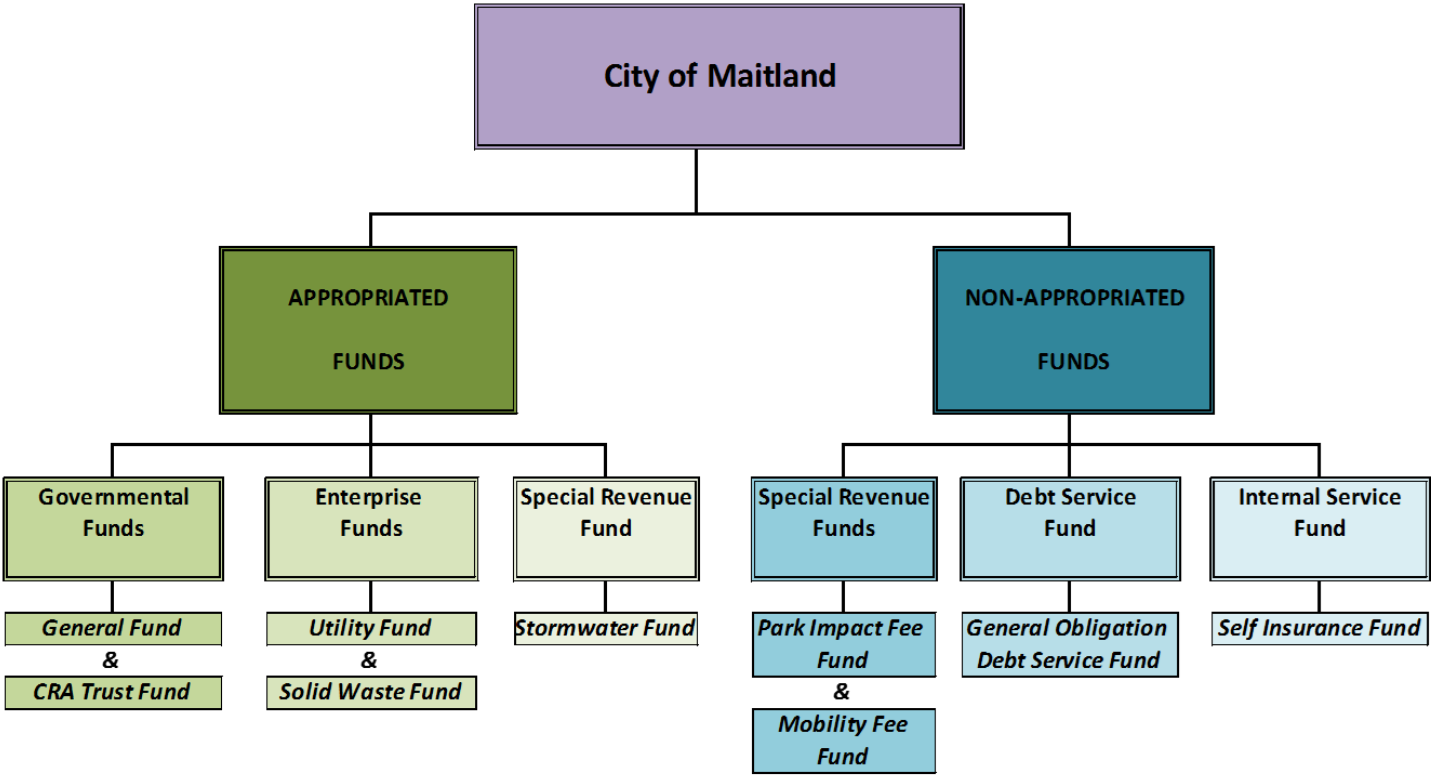 City of Maitland
APPROPRIATED
FUNDS
NON-APPROPRIATED
FUNDS
Governmental
Funds
Enterprise
Funds
Special Revenue
Fund
Special Revenue
Funds
Debt Service
Fund
Internal Service
Fund
General Fund
&
CRA Trust Fund
Utility Fund
&
Solid Waste Fund
Stormwater Fund
Park Impact Fee
Fund
&
Mobility Fee
Fund
General Obligation
Debt Service Fund
Self Insurance Fund